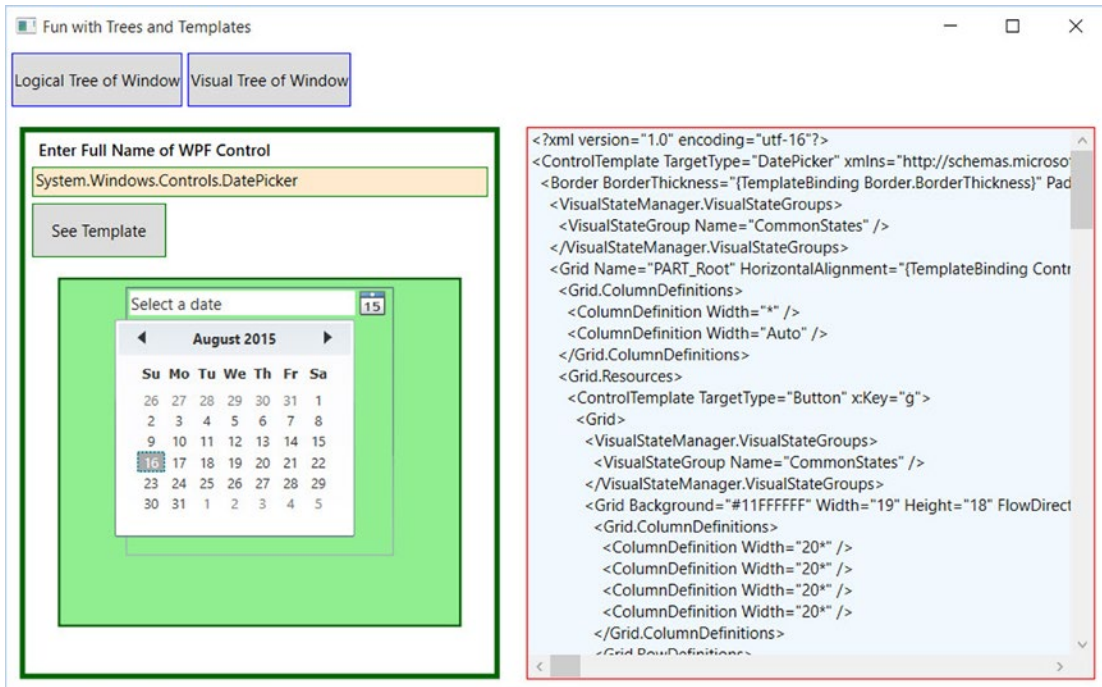 Fun with Trees and Templates
Logical Tree of Window Visual Tree of Window
Enter Full Name of WPF Control
System.Windows.Controls.DatePicker
See Template
Select a date 15
August 2015
Su Mo Tu We Th Fr Sa
26 27 28 29 30 31 1
2 3 4 5 6 7 8
9 10 11 12 13 14 15
16 17 18 19 20 21 22
23 24 25 26 27 28 29
30 31 1 2 3 4 5
<?xml version="1.0" encoding="utf-16"?>
<ControlTemplate TargetType="DatePicker" xmlns="http://schemas.microsof
<Border BorderThickness="{TemplateBinding Border.BorderThickness}" Pad
<VisualStateManager.VisualStateGroups>
<VisualStateGroup Name="CommonStates" />
</VisualStateManager.VisualStateGroups>
<Grid Name="PART_Root" HorizontalAlignment="{TemplateBinding Contr
<Grid.ColumnDefinitions>
<ColumnDefinition Width="*" />
<ColumnDefinition Width="Auto" />
</Grid.ColumnDefinitions>
<Grid.Resources>
<ControlTemplate TargetType="Button" x:Key="g">
<Grid>
<VisualStateManager.VisualStateGroups>
<VisualStateGroup Name="CommonStates" />
</VisualStateManager.VisualStateGroups>
<Grid Background="#11FFFFFF" Width="19" Height="18" FlowDirect
<Grid.ColumnDefinitions>
<ColumnDefinition Width="20*" />
<ColumnDefinition Width="20*" />
<ColumnDefinition Width="20*" />
<ColumnDefinition Width="20*" />
</Grid.ColumnDefinitions>
<Grid.RowDefinitions>